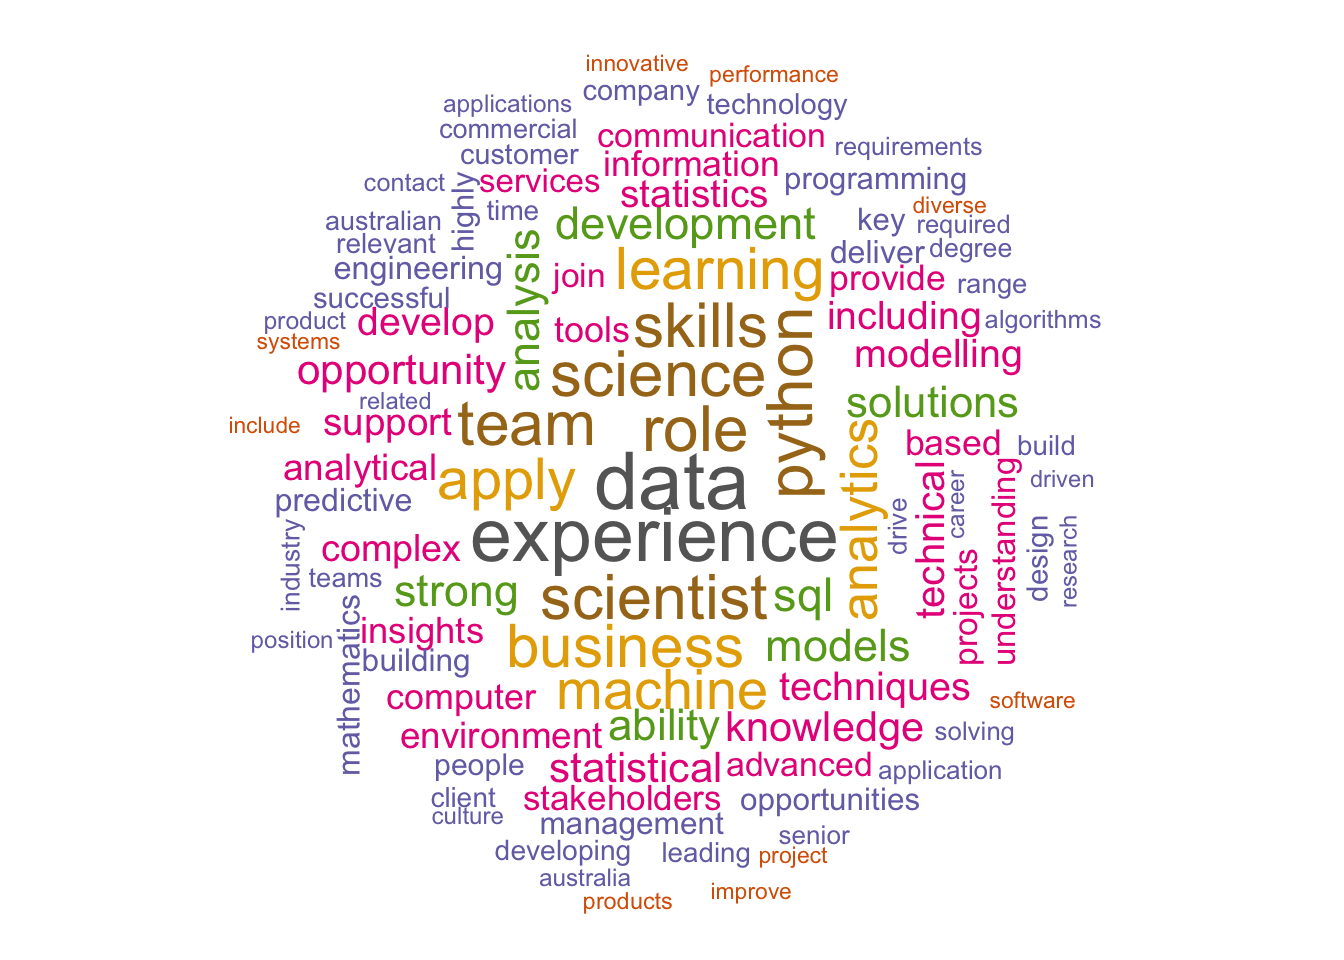 innovative
performance
company
applications
technology
commercial
communication
requirements
customer
information
contact
highly
services
statistics
programming
diverse
australian
time
development
key
required
relevant
analysis
deliver
degree
engineering
join
learning
provide
range
successful
product
develop
tools
skills
python
including
algorithms
systems
opportunity
science
modelling
related
include
support
team
role
solutions
analytical
apply
data
analytics
based
build
predictive
technical
career
understanding
driven
industry
complex
experience
drive
design
research
teams
strong
scientist
sql
projects
position
mathematics
insights
building
business
models
computer
machine
techniques
software
environment
ability
knowledge
solving
people
statistical
advanced
application
client
stakeholders
opportunities
culture
management
senior
developing
leading
project
australia
improve
products